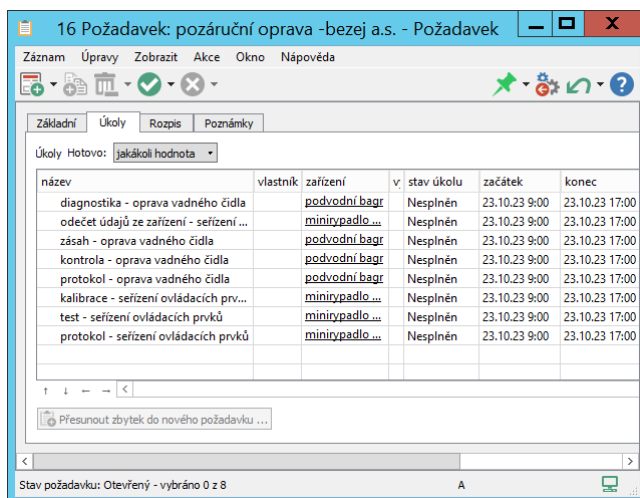 16 Požadavek: pozáruční oprava -bezej a.s. - Požadavek
Záznam Úpravy Zobrazit Akce Okno Nápověda
Základní Úkoly Rozpis Poznámky
Úkoly Hotovo: jakákoli hodnota
název vlastník zařízení vy stav úkolu začátek konec
diagnostika - oprava vadného čidla podvodní bagr Nesplněn 23.10.23 9:00 23.10.23 17:00
odečet údajů ze zařízení - seřízení ... minirypadlo ... Nesplněn 23.10.23 9:00 23.10.23 17:00
zásah - oprava vadného čidla podvodní bagr Nesplněn 23.10.23 9:00 23.10.23 17:00
kontrola - oprava vadného čidla podvodní bagr Nesplněn 23.10.23 9:00 23.10.23 17:00
protokol - oprava vadného čidla podvodní bagr Nesplněn 23.10.23 9:00 23.10.23 17:00
kalibrace - seřízení ovládacích prv... minirypadlo ... Nesplněn 23.10.23 9:00 23.10.23 17:00
test - seřízení ovládacích prvků minirypadlo ... Nesplněn 23.10.23 9:00 23.10.23 17:00
protokol - seřízení ovládacích prvků minirypadlo ... Nesplněn 23.10.23 9:00 23.10.23 17:00
Přesunout zbytek do nového požadavku ...
Stav požadavku: Otevřený - vybráno 0 z 8 A